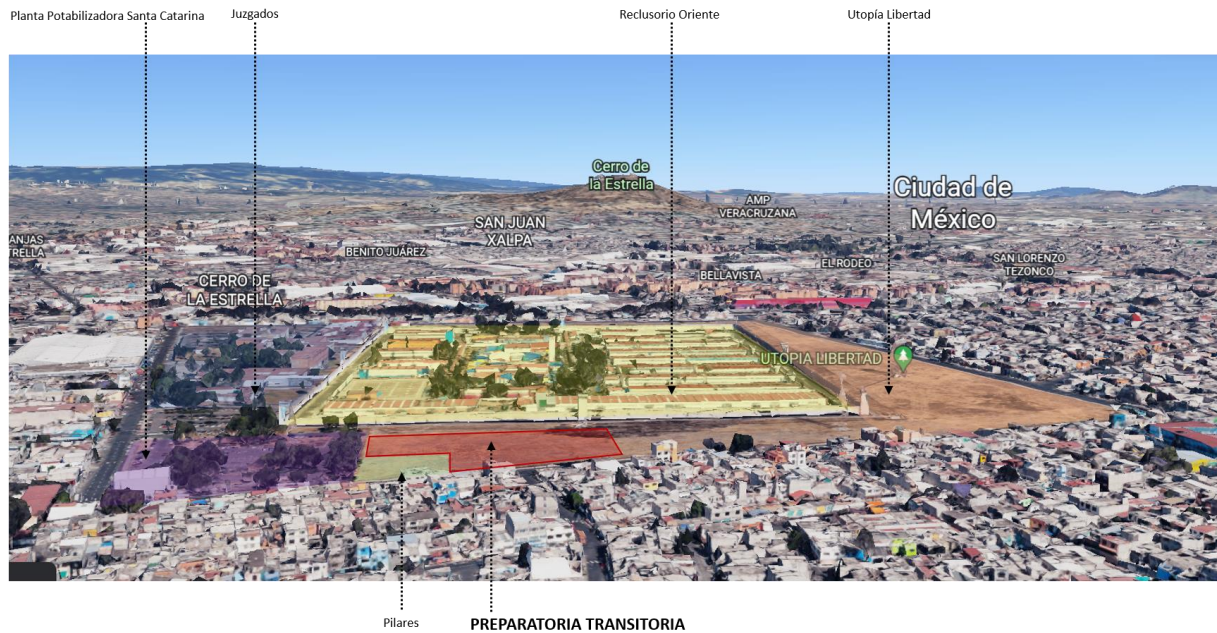 Planta Potabilizadora Santa Catarina
Juzgados
Reclusorio Oriente
Utopía Libertad
Cerro de
la Estrella
Ciudad de
México
AMP
VERACRUZANA
SAN JUAN
XALPA
ANJAS
TRELLA
BENITO JUÁREZ
EL RODEO
SAN LORENZO
TEZONCO
BELLAVISTA
CERRO DE
LA ESTRELLA
UTOPIA LIBERTAD
Pilares
PREPARATORIA TRANSITORIA